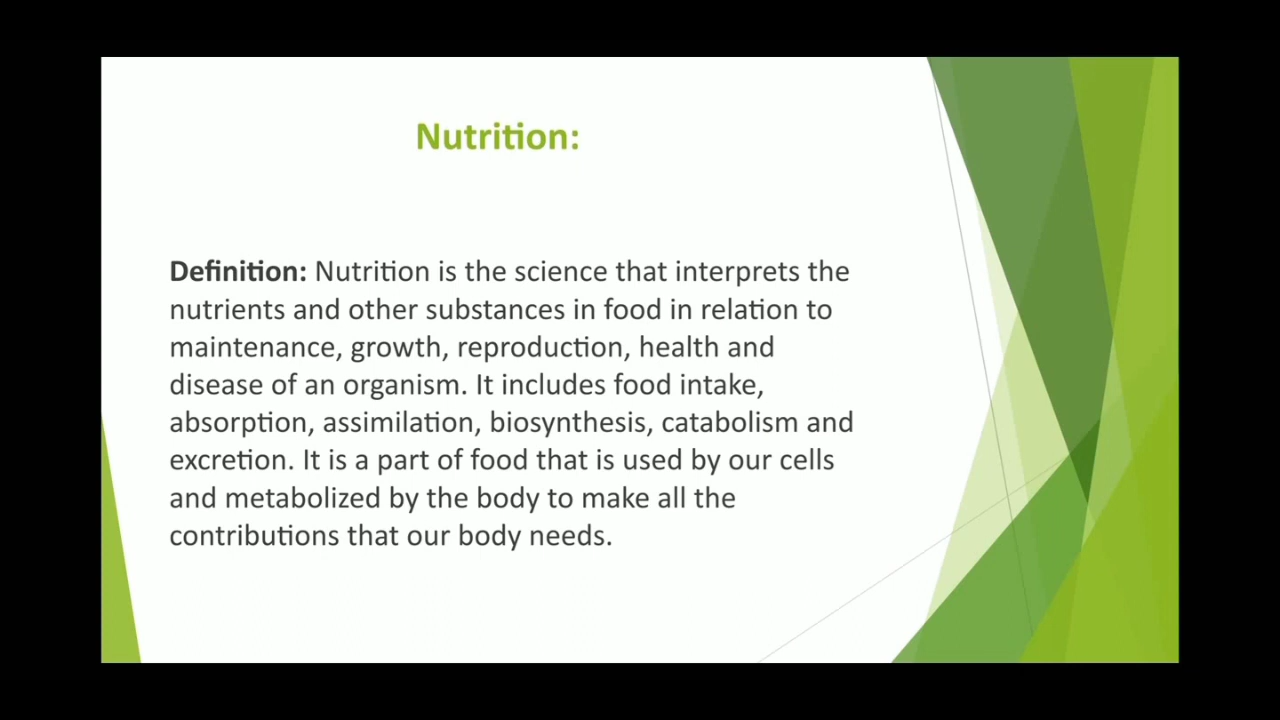 Nutrition:
Definition: Nutrition is the science that interprets the
nutrients and other substances in food in relation to
maintenance, growth, reproduction, health and
disease of an organism. It includes food intake,
absorption, assimilation, biosynthesis, catabolism and
excretion. It is a part of food that is used by our cells
and metabolized by the body to make all the
contributions that our body needs.